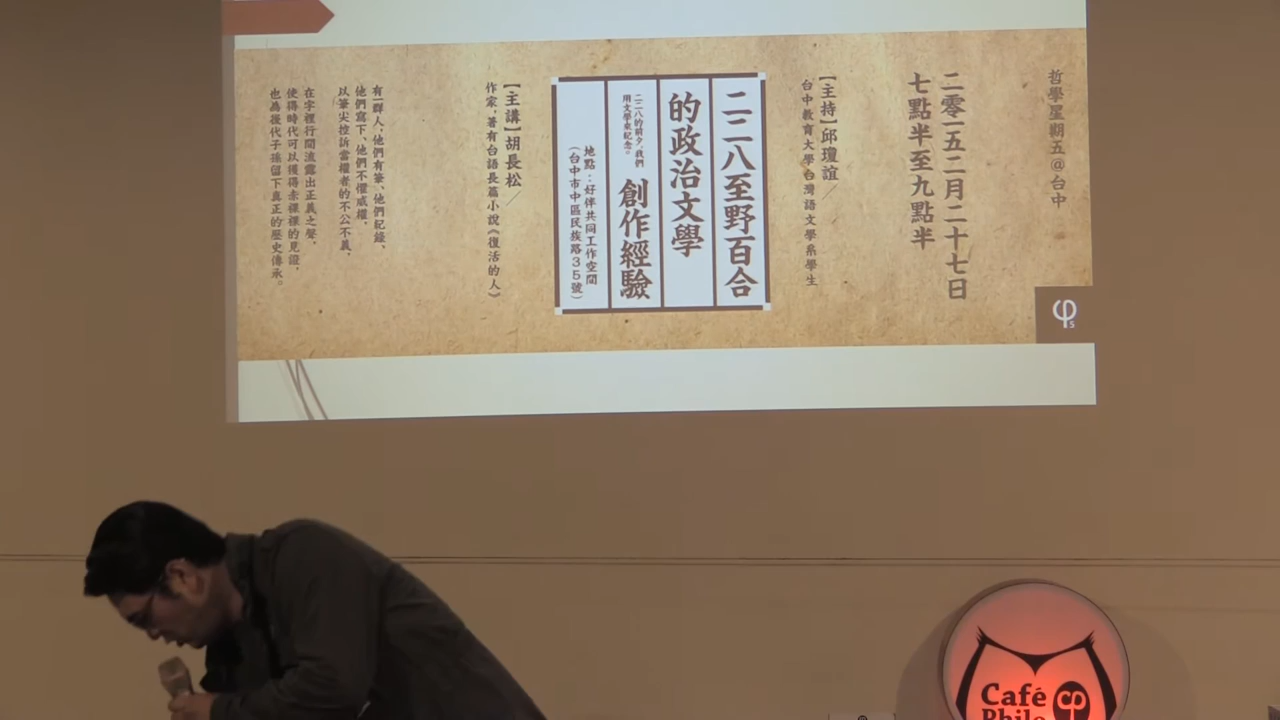 哲學星期五@台中
二零一五二月二十七日
七點半至九點半
【主持】邱瓊誼／
台中教育大學台灣語文學系學生
二二八至野百合
的政治文學
二二八的前夕，我們
用文學來紀念。
創作經驗
地點：好伴共同工作空間
（台中市中區民族路35號）
【主講】胡長松／
作家，著有台語長篇小說《復活的人》
有一群人，他們有筆、他們紀錄，
他們寫下、他們不懼威權，
以筆尖控訴當權者的不公不義，
在字裡行間流露出正義之聲，
使得時代可以獲得赤裸裸的見證，
也為後代子孫留下真正的歷史傳承。
φs
Café
Philo
φ